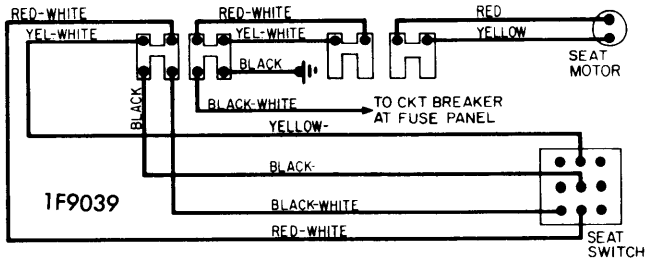 RED-WHITE
RED-WHITE
RED
YEL-WHITE
YEL-WHITE
YELLOW
SEAT
MOTOR
BLACK
BLACK
BLACK-WHITE
TO CKT BREAKER
AT FUSE PANEL
YELLOW-
BLACK-
1F9039
BLACK-WHITE
RED-WHITE
SEAT
SWITCH